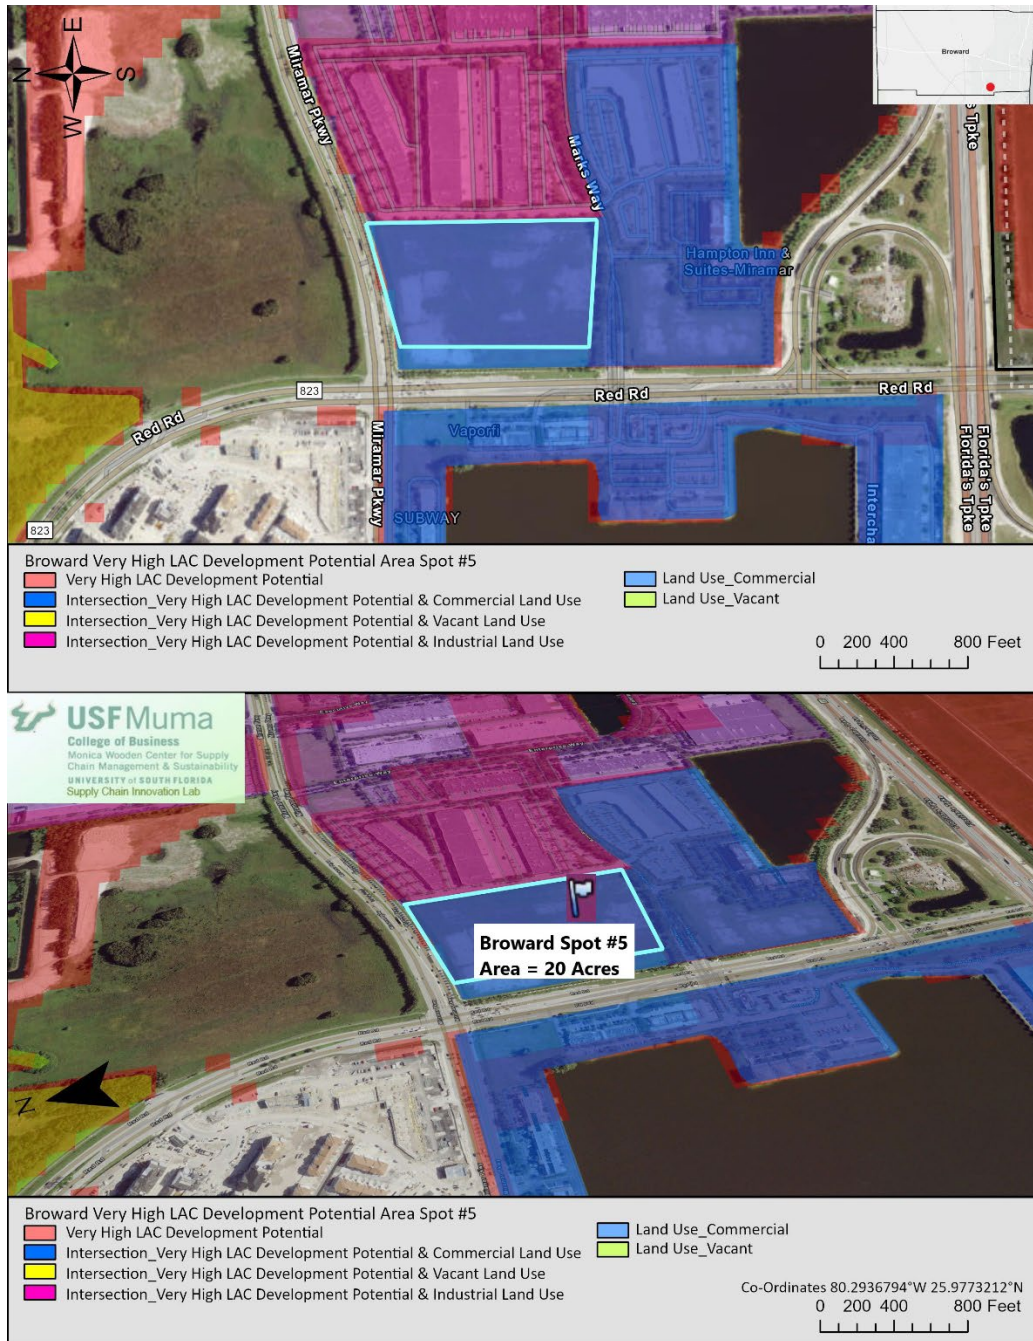 E
N
S
W
Miramar Pkwy
Marks Way
Broward
s Tpke
s Tpke
Hampton Inn &
Suites-Miramar
823
Red Rd
Red Rd
Red Rd
Vaporfi
Miramar Pkwy
SUBWAY
Intercha
Florida's Tpke
Florida's Tpke
823
Broward Very High LAC Development Potential Area Spot #5
Very High LAC Development Potential
Intersection_Very High LAC Development Potential & Commercial Land Use
Intersection_Very High LAC Development Potential & Vacant Land Use
Intersection_Very High LAC Development Potential & Industrial Land Use
Land Use_Commercial
Land Use_Vacant
0 200 400 800 Feet
USF Muma
College of Business
Monica Wooden Center for Supply
Chain Management & Sustainability
UNIVERSITY of SOUTH FLORIDA
Supply Chain Innovation Lab
Broward Spot #5
Area = 20 Acres
N
Broward Very High LAC Development Potential Area Spot #5
Very High LAC Development Potential
Intersection_Very High LAC Development Potential & Commercial Land Use
Intersection_Very High LAC Development Potential & Vacant Land Use
Intersection_Very High LAC Development Potential & Industrial Land Use
Land Use_Commercial
Land Use_Vacant
Co-Ordinates 80.2936794°W 25.9773212°N
0 200 400 800 Feet